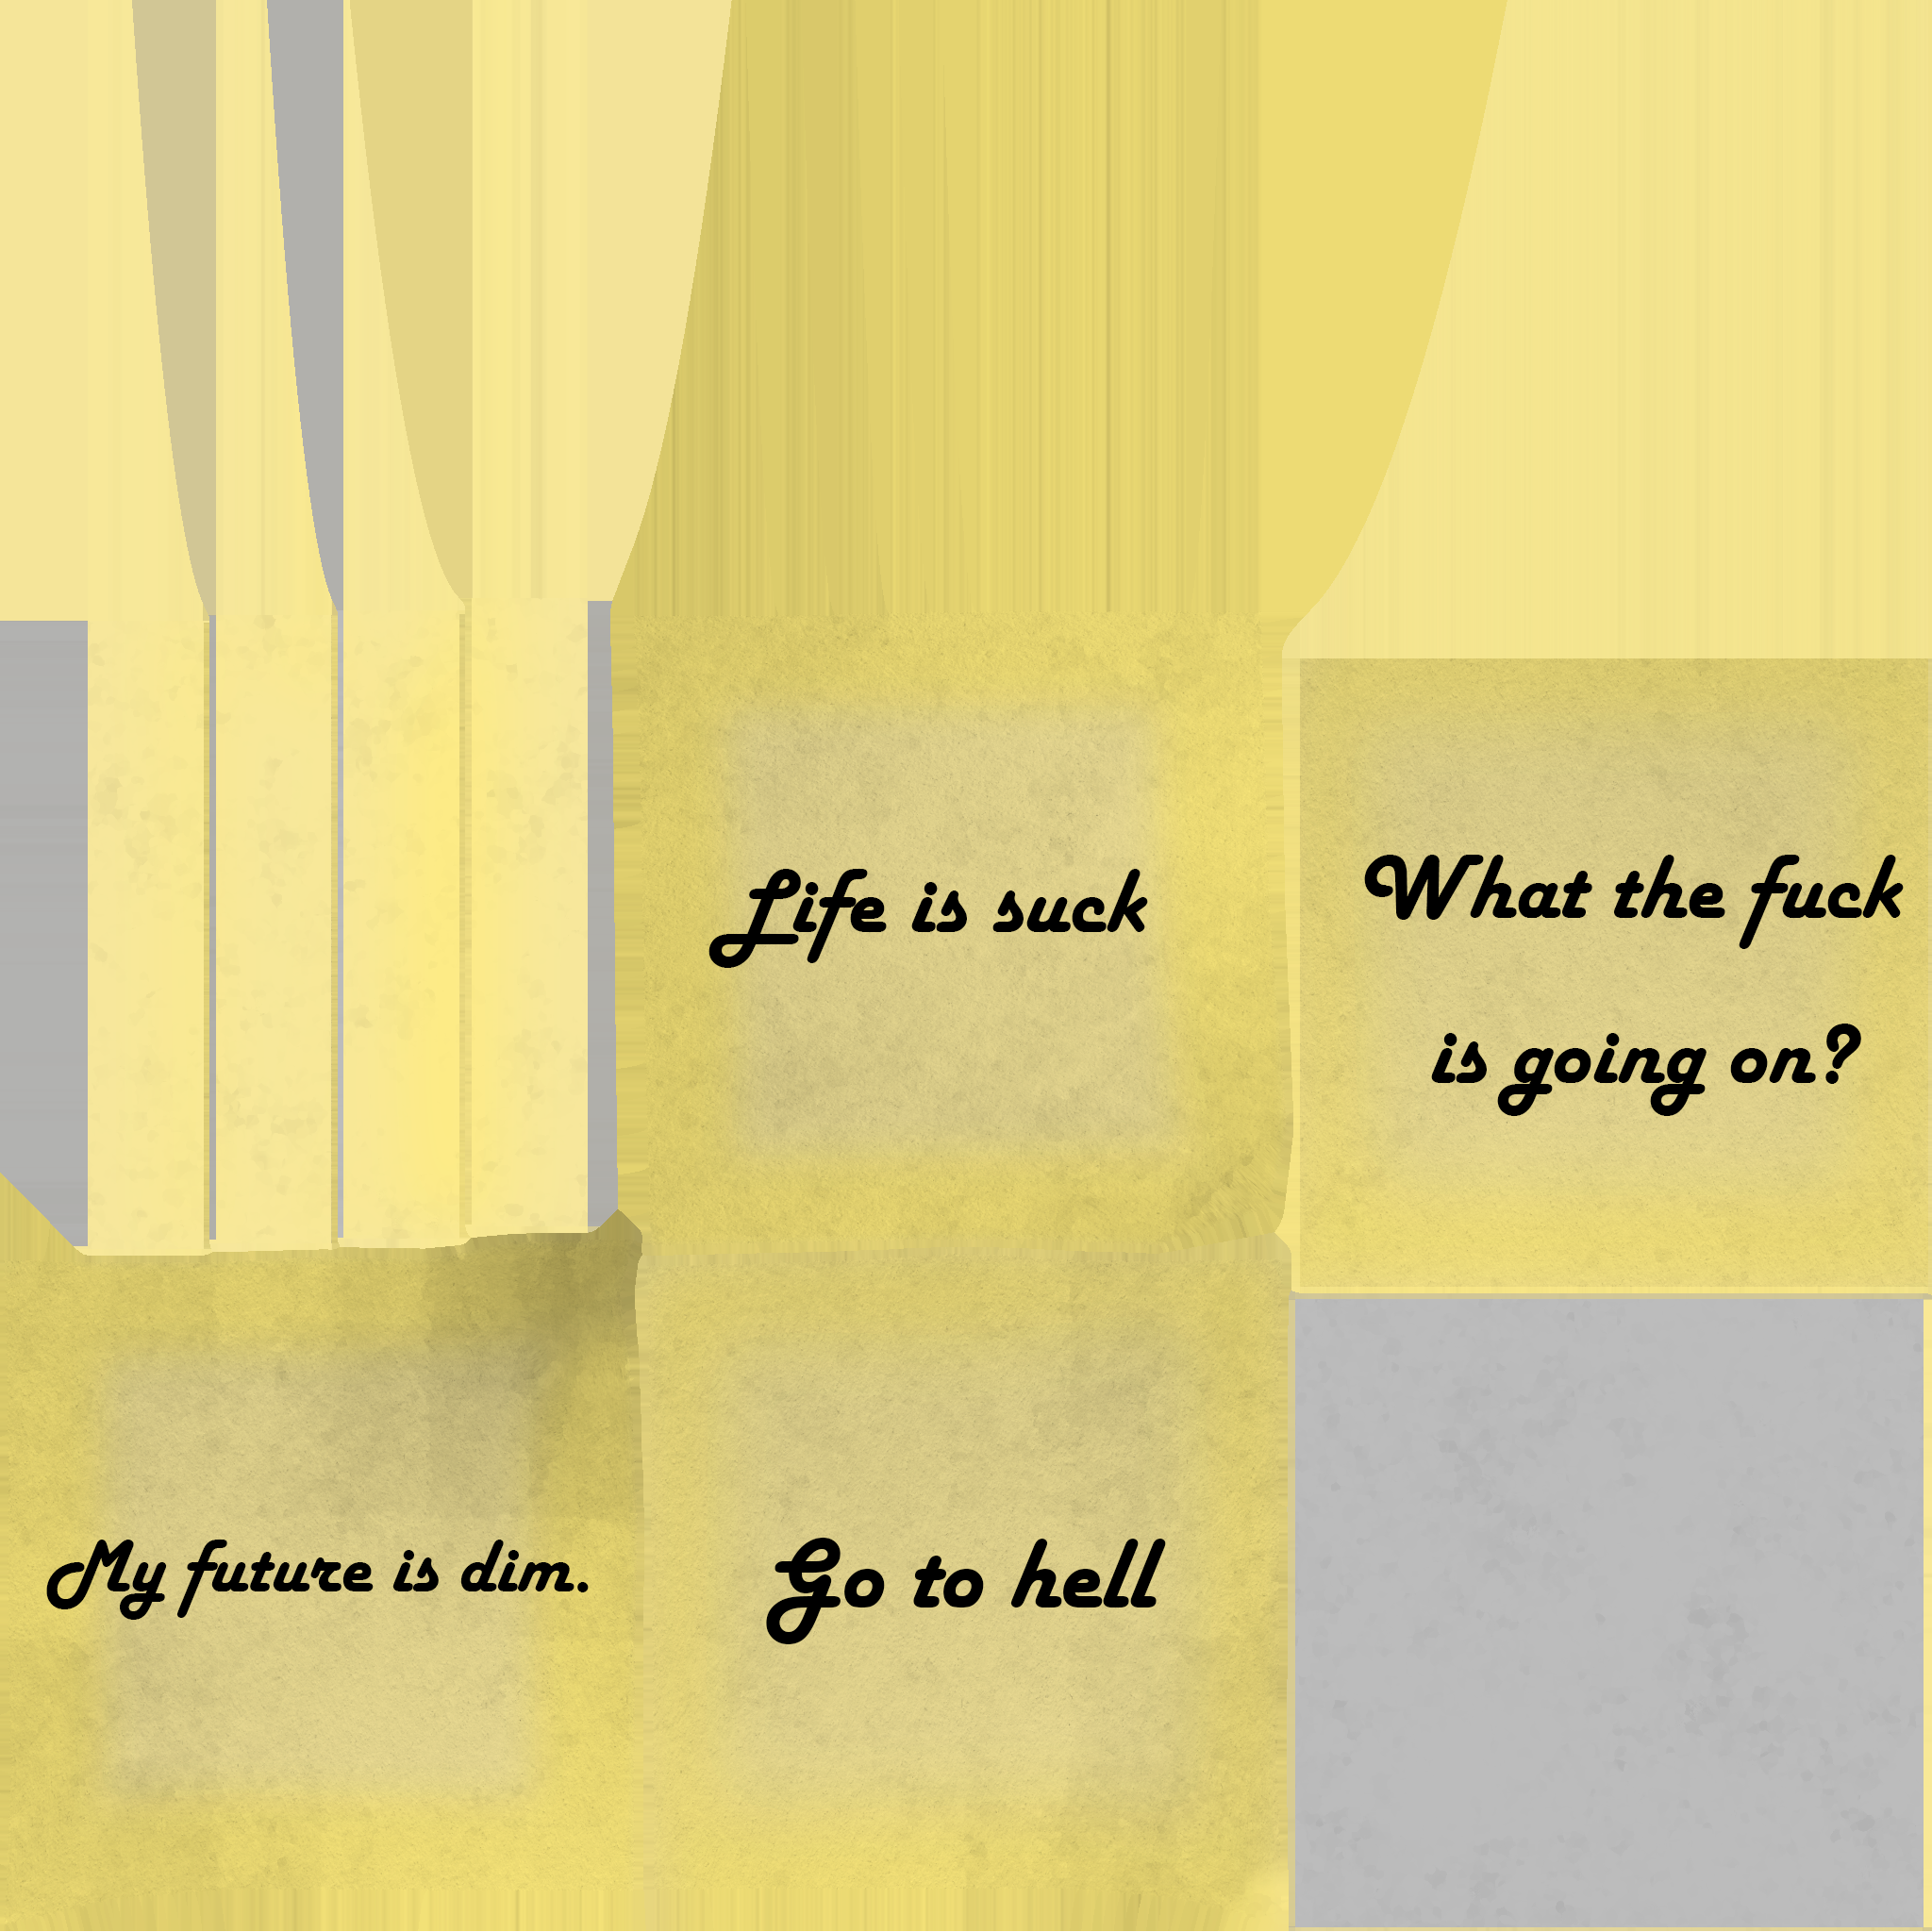 Life is suck
What the fuck
is going on?
My future is dim.
Go to hell